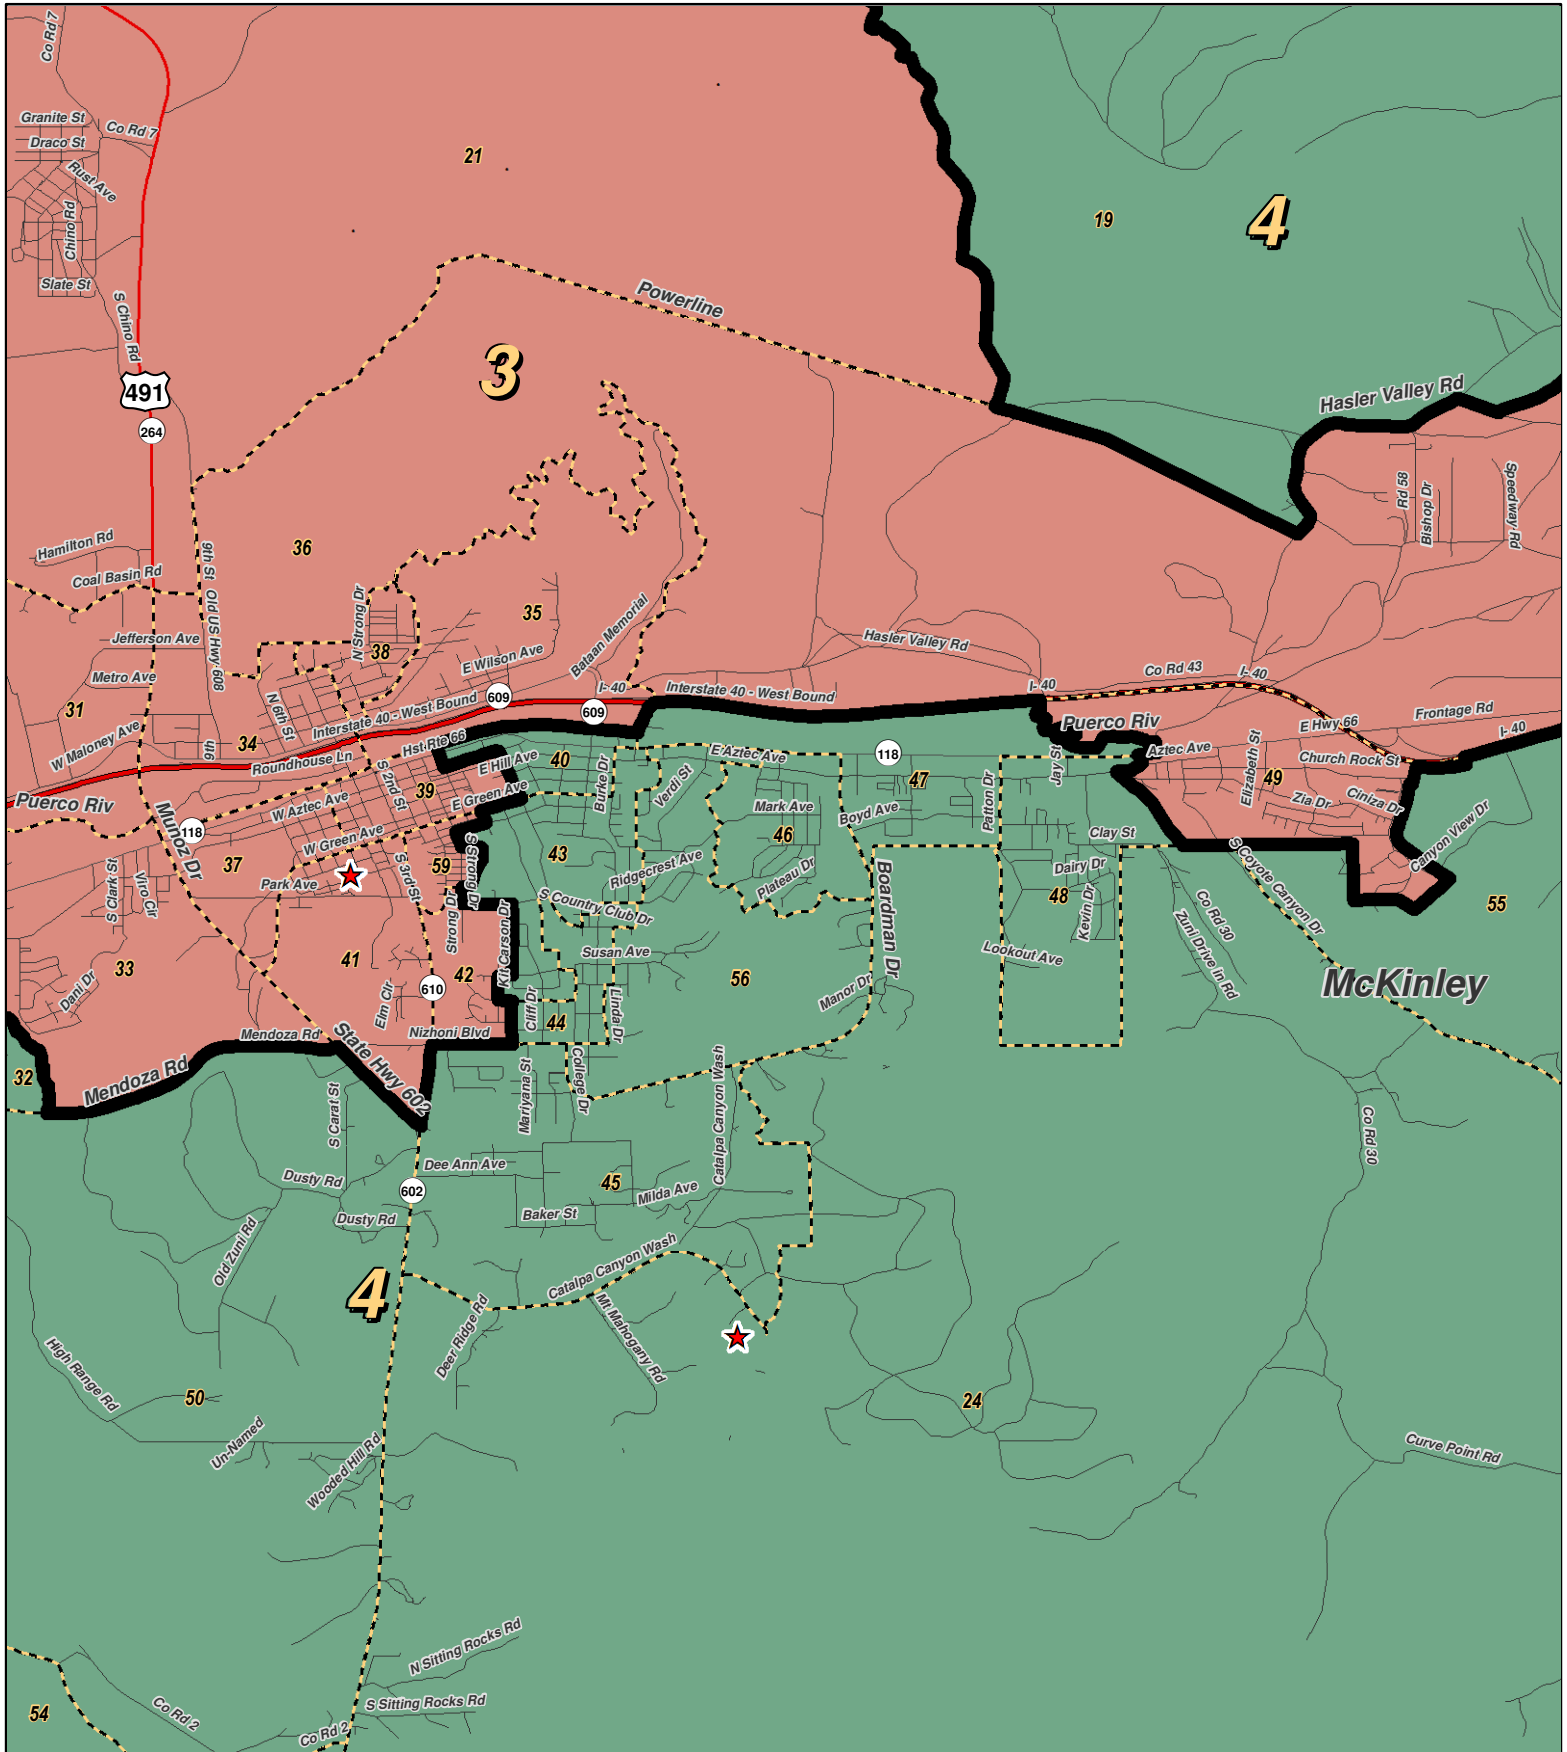 Co Rd 7
Granite St
Co Rd 7
Draco St
Rust Ave
21
Chino Rd
19
4
Slate St
S Chino Rd
Powerline
3
491
264
Hasler Valley Rd
Rd 58
Bishop Dr
Speedway Rd
Hamilton Rd
36
9th St
Coal Basin Rd
Old US Hwy 608
N Strong Dr
35
Bataan Memorial
Jefferson Ave
38
E Wilson Ave
Hasler Valley Rd
Metro Ave
Co Rd 43
I- 40
31
N 6th St
609
I- 40
Interstate 40 - West Bound
I- 40
Interstate 40 - West Bound
609
Puerco Riv
E Hwy 66
Frontage Rd
I- 40
W Maloney Ave
34
9th
Hst Rte 66
Roundhouse Ln
E Hill Ave
40
E Aztec Ave
118
Aztec Ave
Church Rock St
Elizabeth St
49
Puerco Riv
S 2nd St
39
E Green Ave
Burke Dr
Verdi St
47
Patton Dr
Jay St
Zia Dr
Ciniza Dr
W Aztec Ave
Mark Ave
Boyd Ave
Munoz Dr
118
W Green Ave
46
Clay St
Canyon View Dr
37
S 3rd St
59
S Strong Dr
43
Ridgecrest Ave
Plateau Dr
Dairy Dr
S Coyote Canyon Dr
S Clark St
Viro Cir
Park Ave
Boardman Dr
48
Kevin Dr
Co Rd 30
55
Strong Dr
S Country Club Dr
Zuni Drive In Rd
33
41
42
Kit Carson Dr
Susan Ave
Lookout Ave
56
McKinley
Dani Dr
610
Elm Cir
Cliff Dr
Linda Dr
Manor Dr
44
Mendoza Rd
Nizhoni Blvd
State Hwy 602
32
Mendoza Rd
Mariyana St
College Dr
Catalpa Canyon Wash
S Carat St
Co Rd 30
Dee Ann Ave
Dusty Rd
602
45
Milda Ave
Dusty Rd
Baker St
Old Zuni Rd
Catalpa Canyon Wash
4
Deer Ridge Rd
Mt Mahogany Rd
High Range Rd
50
24
Un-Named
Wooded Hill Rd
Curve Point Rd
N Sitting Rocks Rd
S Sitting Rocks Rd
54
Co Rd 2
Co Rd 2